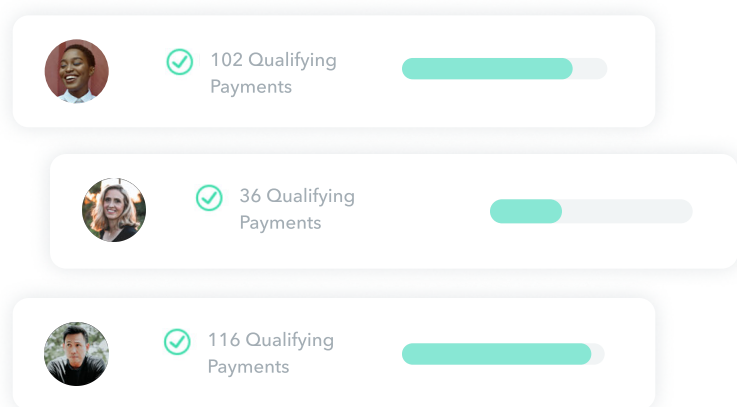 102 Qualifying
Payments
36 Qualifying
Payments
116 Qualifying
Payments